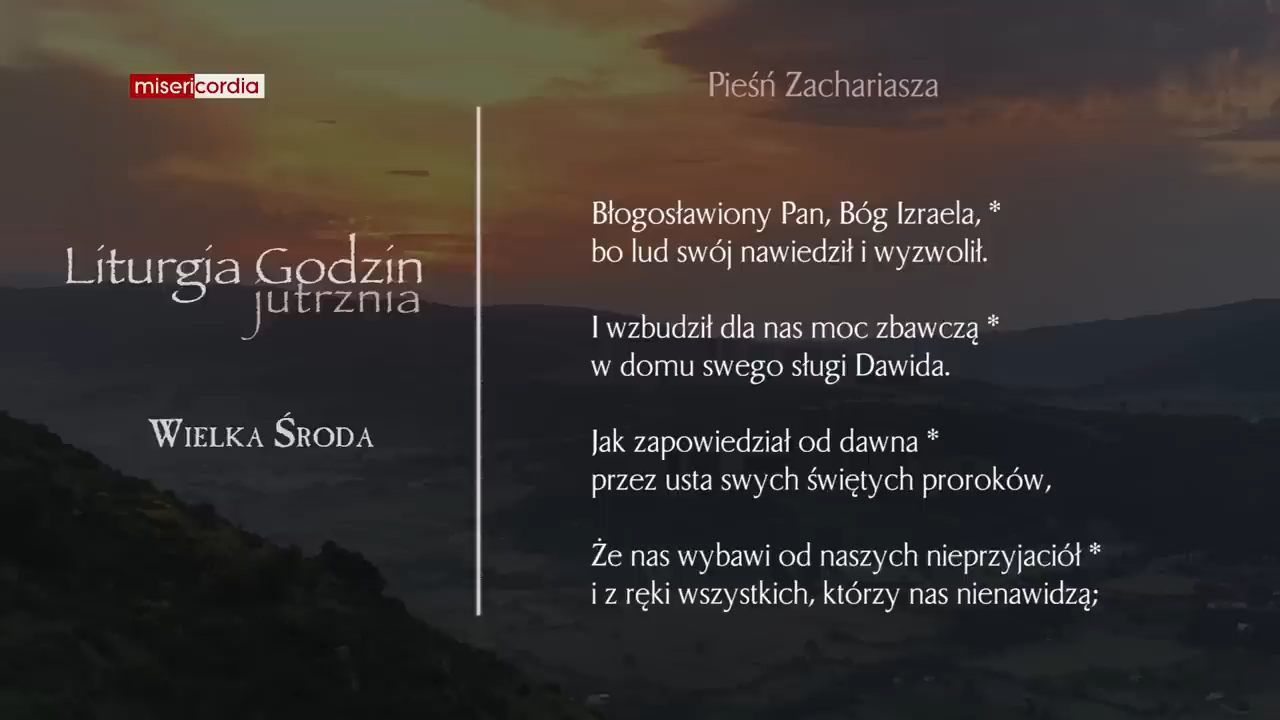 misericordia
Liturgia Godzin
jutrznia
Wielka Środa
Pieśń Zachariasza
Błogosławiony Pan, Bóg Izraela, *
bo lud swój nawiedził i wyzwolił.
I wzbudził dla nas moc zbawczą *
w domu swego sługi Dawida.
Jak zapowiedział od dawna *
przez usta swych świętych proroków,
Że nas wybawi od naszych nieprzyjaciół *
i z ręki wszystkich, którzy nas nienawidzą;